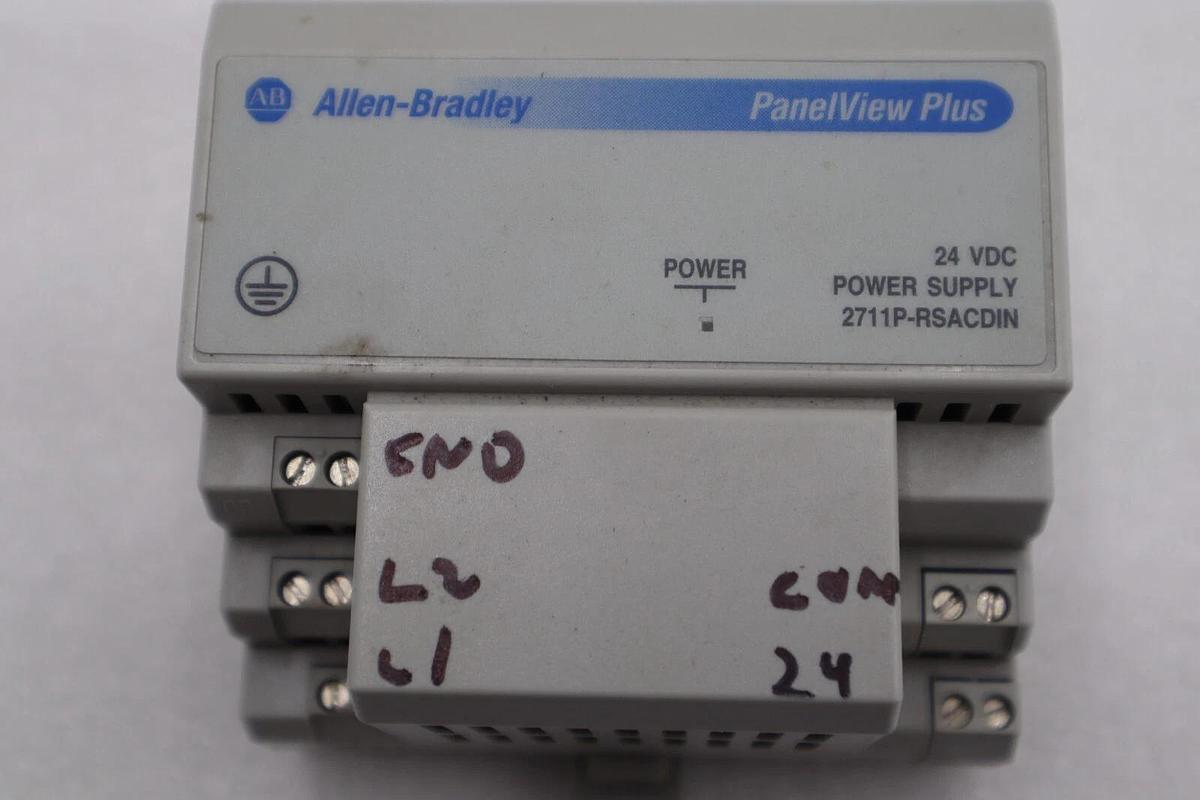 AB Allen-Bradley PanelView Plus
POWER
24 VDC
POWER SUPPLY
2711P-RSACDIN
GND
L2
L1
COM
24